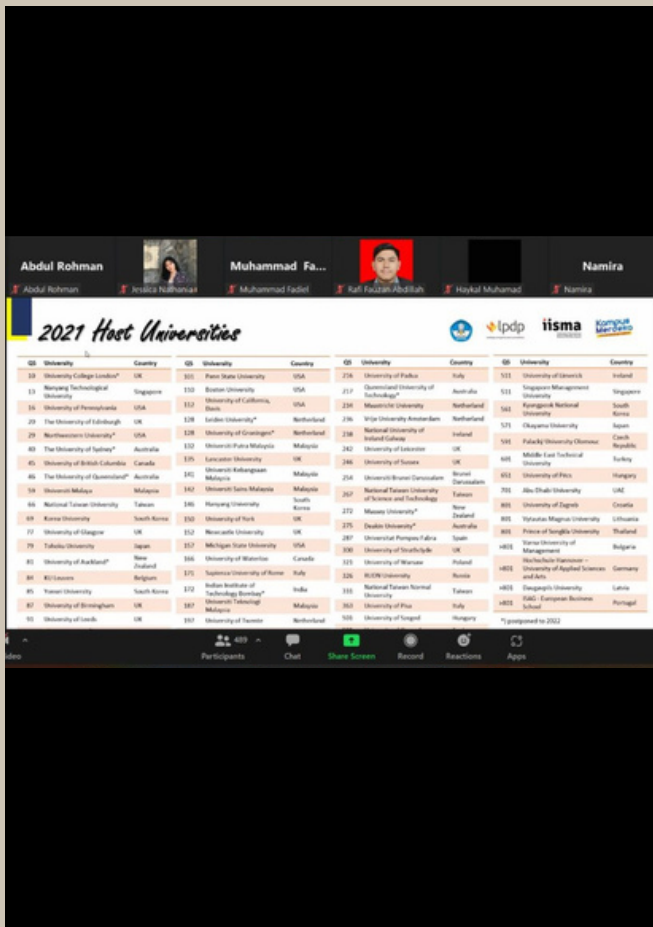 Abdul Rohman
Muhammad Fa...
Namira
Abdul Rohman
Jessica Nathania
Muhammad Fadiel
Rafi Fauzan Abdillah
Haykal Muhamad
Namira
2021 Host Universities
lpdp
iisma
Kampus
Merdeka
QS University Country
10 University College London* UK
13 Nanyang Technological
University Singapore
16 University of Pennsylvania USA
20 The University of Edinburgh UK
29 Northwestern University* USA
40 The University of Sydney* Australia
45 University of British Columbia Canada
46 The University of Queensland* Australia
59 Universiti Malaya Malaysia
66 National Taiwan University Taiwan
69 Korea University South Korea
77 University of Glasgow UK
79 Tohoku University Japan
81 University of Auckland* New
Zealand
84 KU Leuven Belgium
85 Yonsei University South Korea
87 University of Birmingham UK
93 University of Leeds UK
QS University Country
101 Penn State University USA
110 Boston University USA
112 University of California,
Davis USA
128 Leiden University* Netherland
128 University of Groningen* Netherland
132 Universiti Putra Malaysia Malaysia
135 Lancaster University UK
141 Universiti Kebangsaan
Malaysia Malaysia
142 Universiti Sains Malaysia Malaysia
146 Hanyang University South
Korea
150 University of York UK
152 Newcastle University UK
157 Michigan State University USA
166 University of Waterloo Canada
171 Sapienza University of Rome Italy
172 Indian Institute of
Technology Bombay* India
187 Universiti Teknologi
Malaysia Malaysia
197 University of Twente Netherland
QS University Country
216 University of Padua Italy
217 Queensland University of
Technology* Australia
234 Maastricht University Netherland
236 Vrije University Amsterdam Netherland
238 National University of
Ireland Galway Ireland
242 University of Leicester UK
246 University of Sussex UK
254 Universiti Brunei Darussalam Brunei
Darussalam
267 National Taiwan University
of Science and Technology Taiwan
272 Massey University* New
Zealand
275 Deakin University* Australia
287 Universitat Pompeu Fabra Spain
300 University of Strathclyde UK
321 University of Warsaw Poland
326 RUDN University Russia
331 National Taiwan Normal
University Taiwan
363 University of Pisa Italy
501 University of Szeged Hungary
QS University Country
511 University of Limerick Ireland
511 Singapore Management
University Singapore
561 Kyungpook National
University South
Korea
571 Okayama University Japan
591 Palacký University Olomouc Czech
Republic
601 Middle East Technical
University Turkey
651 University of Pécs Hungary
701 Abu Dhabi University UAE
801 University of Zagreb Croatia
801 Vytautas Magnus University Lithuania
801 Prince of Songkla University Thailand
>801 Varna University of
Management Bulgaria
>801 Hochschule Hannover –
University of Applied Sciences
and Arts Germany
>801 Daugavpils University Latvia
>801 ISAG - European Business
School Portugal
*) postponed to 2022
489
Participants
Chat
Share Screen
Record
Reactions
Apps